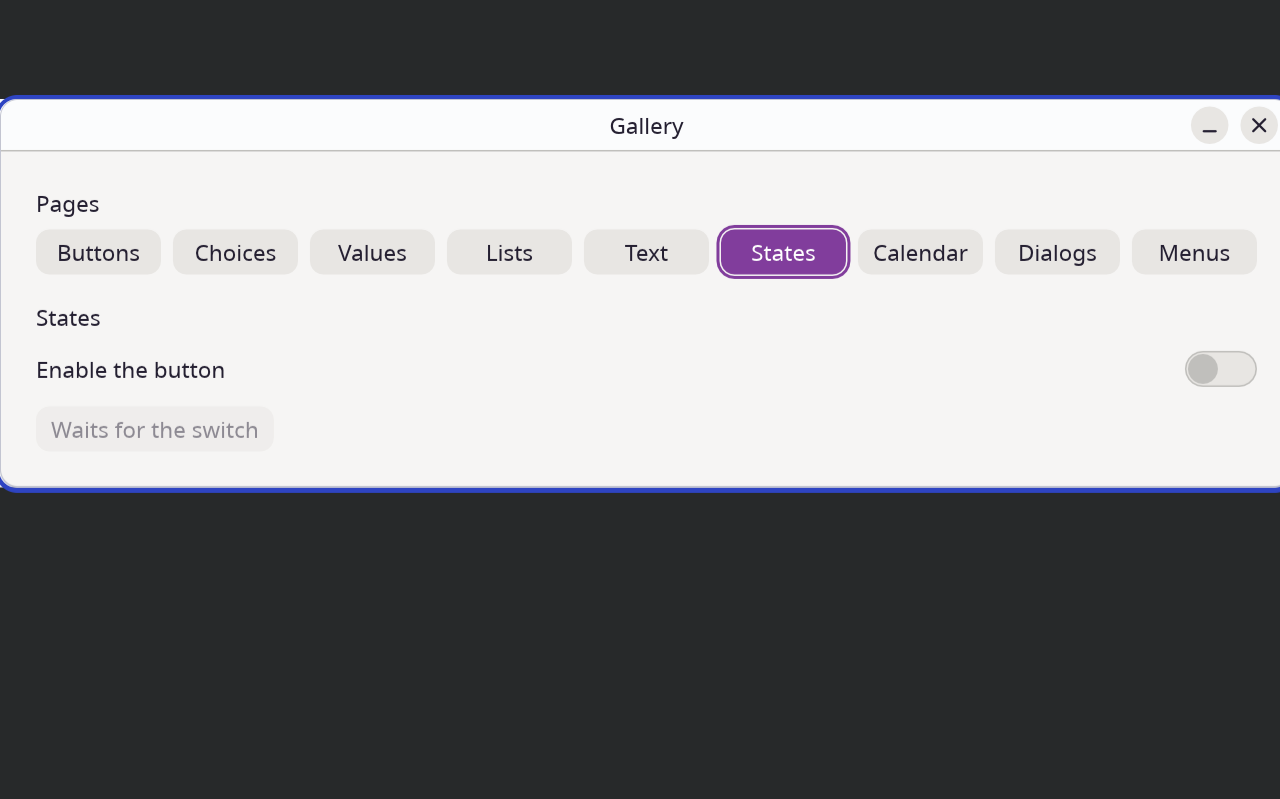 Gallery
Pages
Buttons Choices Values Lists Text States Calendar Dialogs Menus
States
Enable the button
Waits for the switch